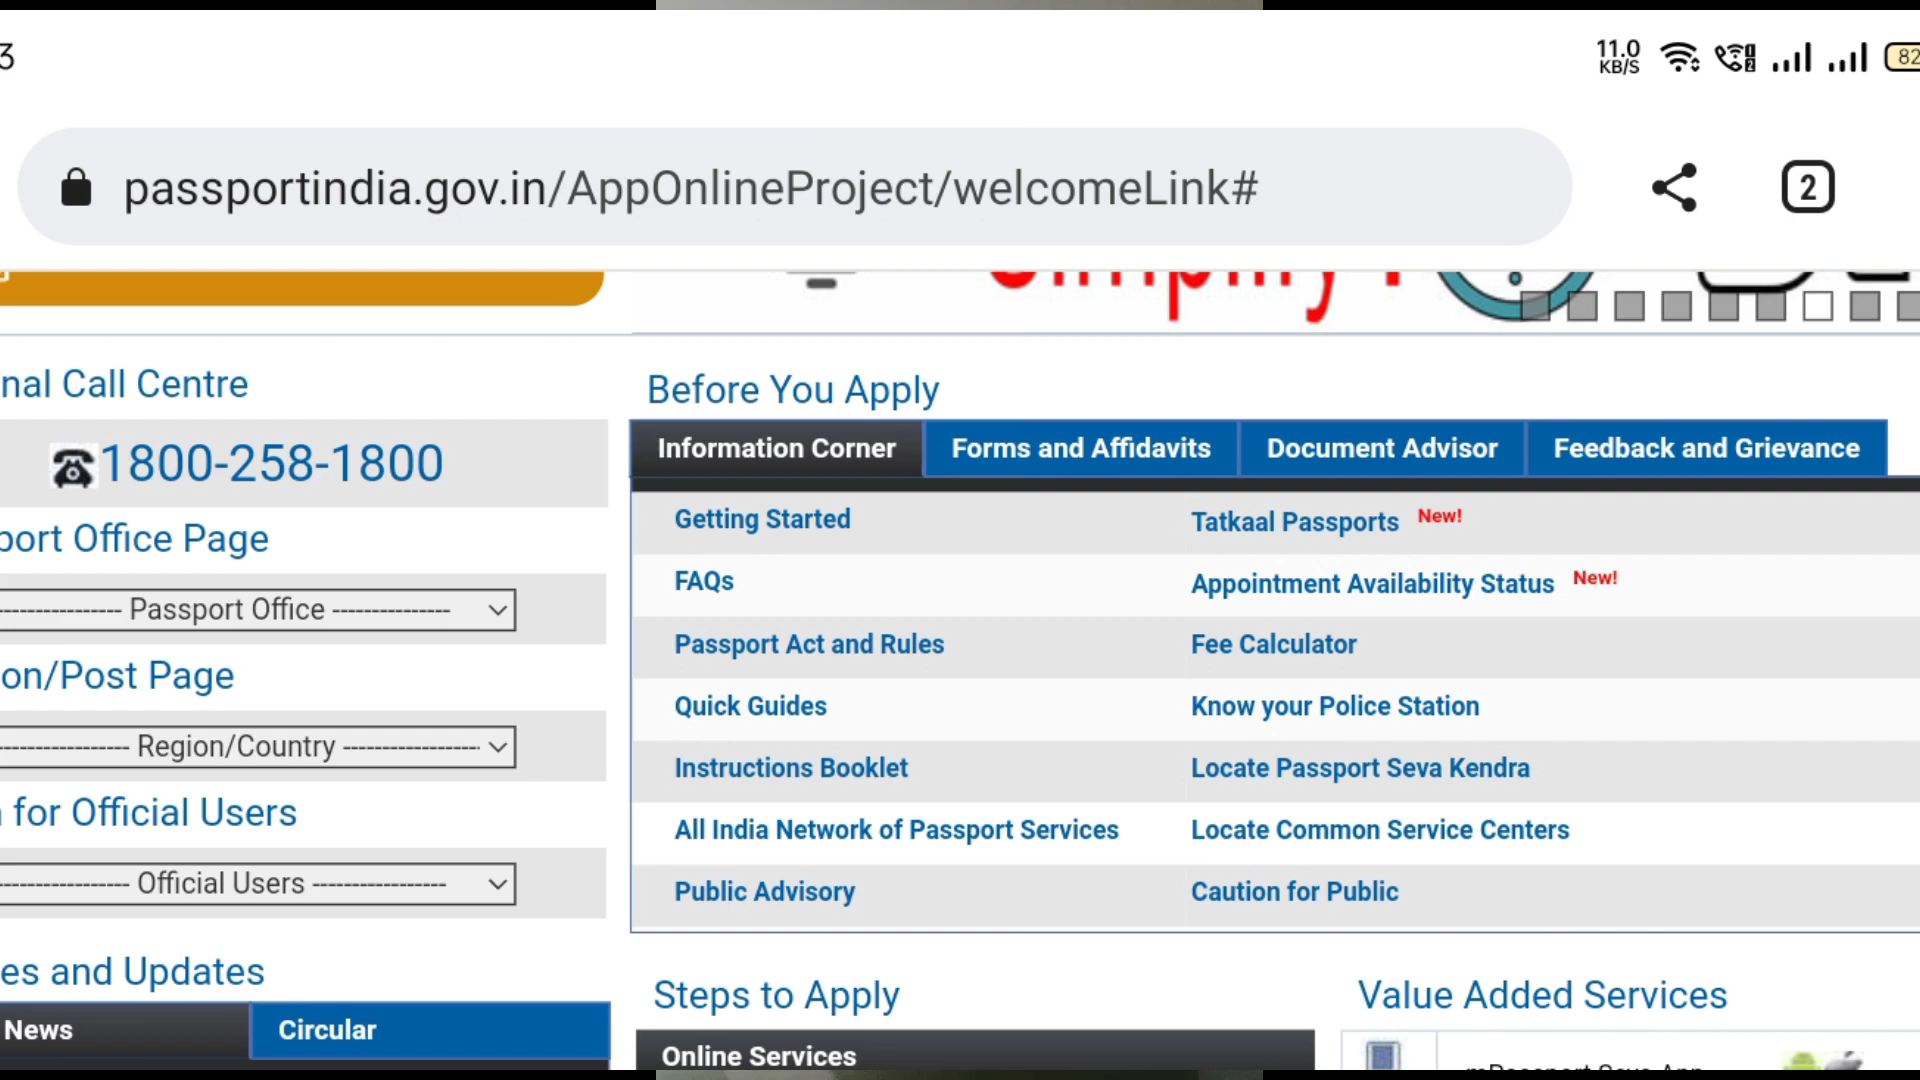 3
11.0
KB/S
82
passportindia.gov.in/AppOnlineProject/welcomeLink#
2
nal Call Centre
1800-258-1800
port Office Page
---------------- Passport Office ---------------
on/Post Page
----------------- Region/Country -----------------
for Official Users
----------------- Official Users -----------------
es and Updates
News
Circular
Before You Apply
Information Corner
Forms and Affidavits
Document Advisor
Feedback and Grievance
Getting Started
Tatkaal Passports New!
FAQs
Appointment Availability Status New!
Passport Act and Rules
Fee Calculator
Quick Guides
Know your Police Station
Instructions Booklet
Locate Passport Seva Kendra
All India Network of Passport Services
Locate Common Service Centers
Public Advisory
Caution for Public
Steps to Apply
Online Services
Value Added Services